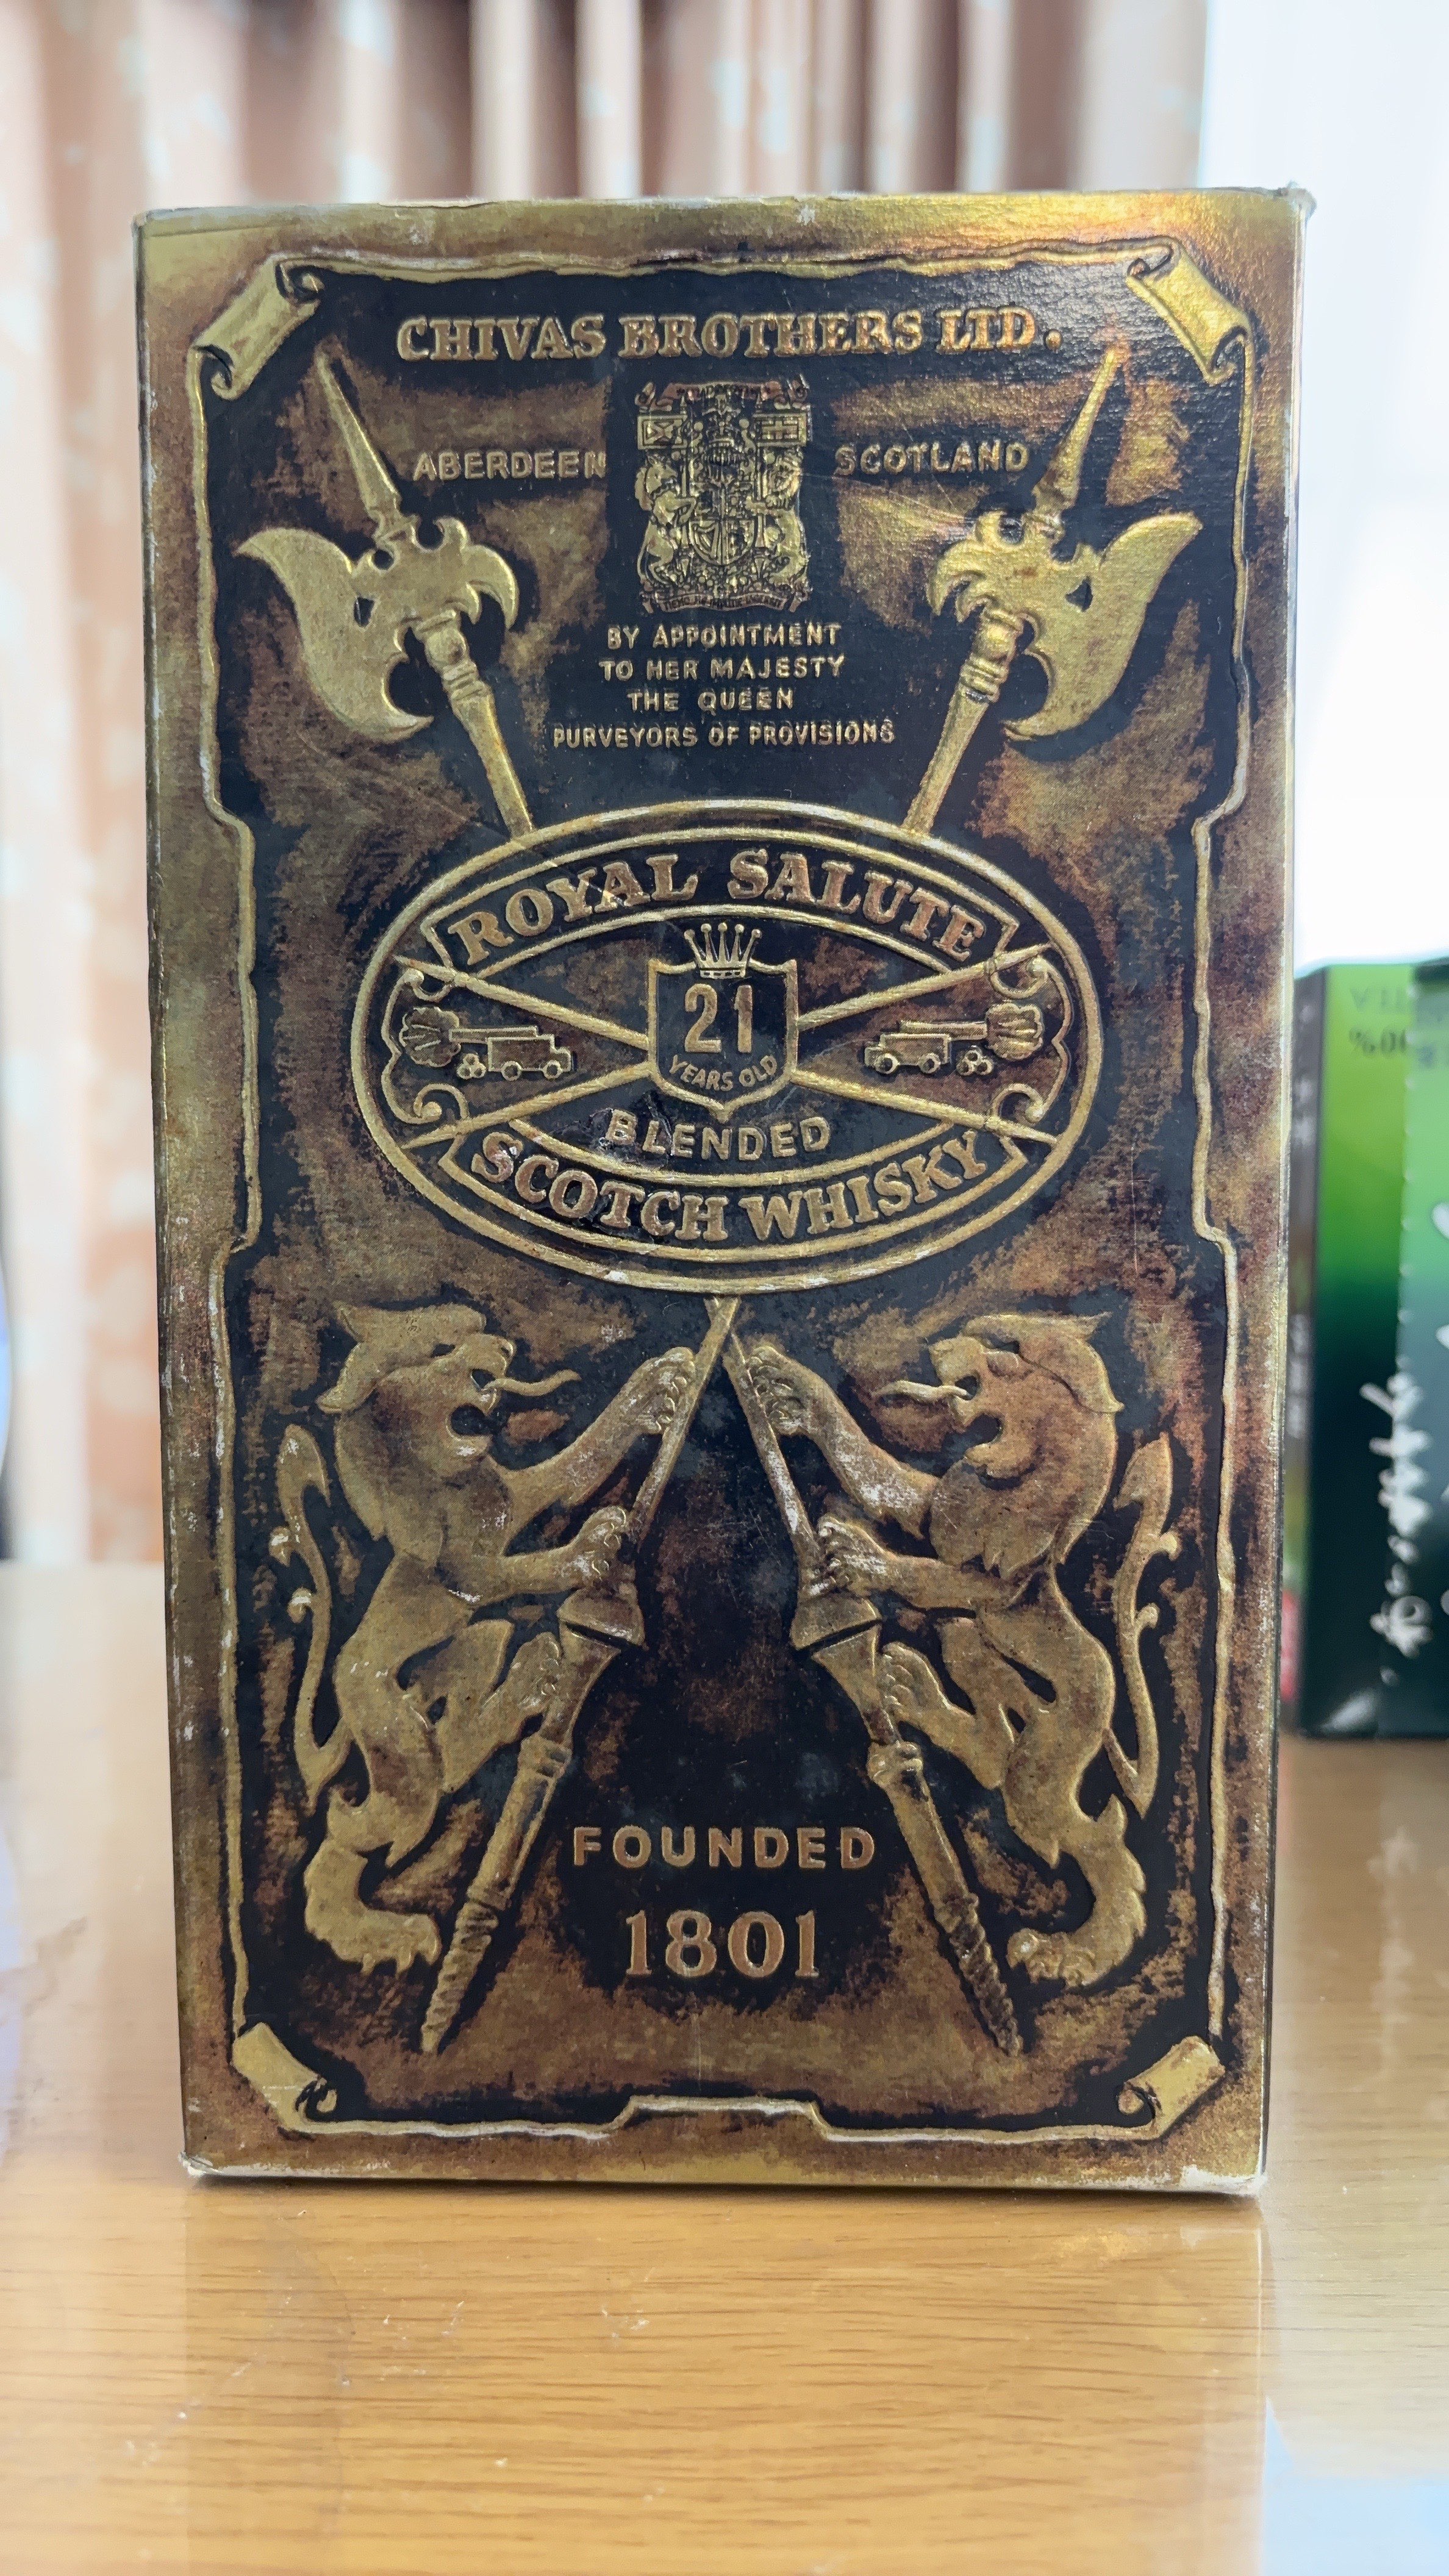 CHIVAS BROTHERS LTD.
ABERDEEN SCOTLAND
BY APPOINTMENT
TO HER MAJESTY
THE QUEEN
PURVEYORS OF PROVISIONS
ROYAL SALUTE
21
YEARS OLD
BLENDED
SCOTCH WHISKY
FOUNDED
1801